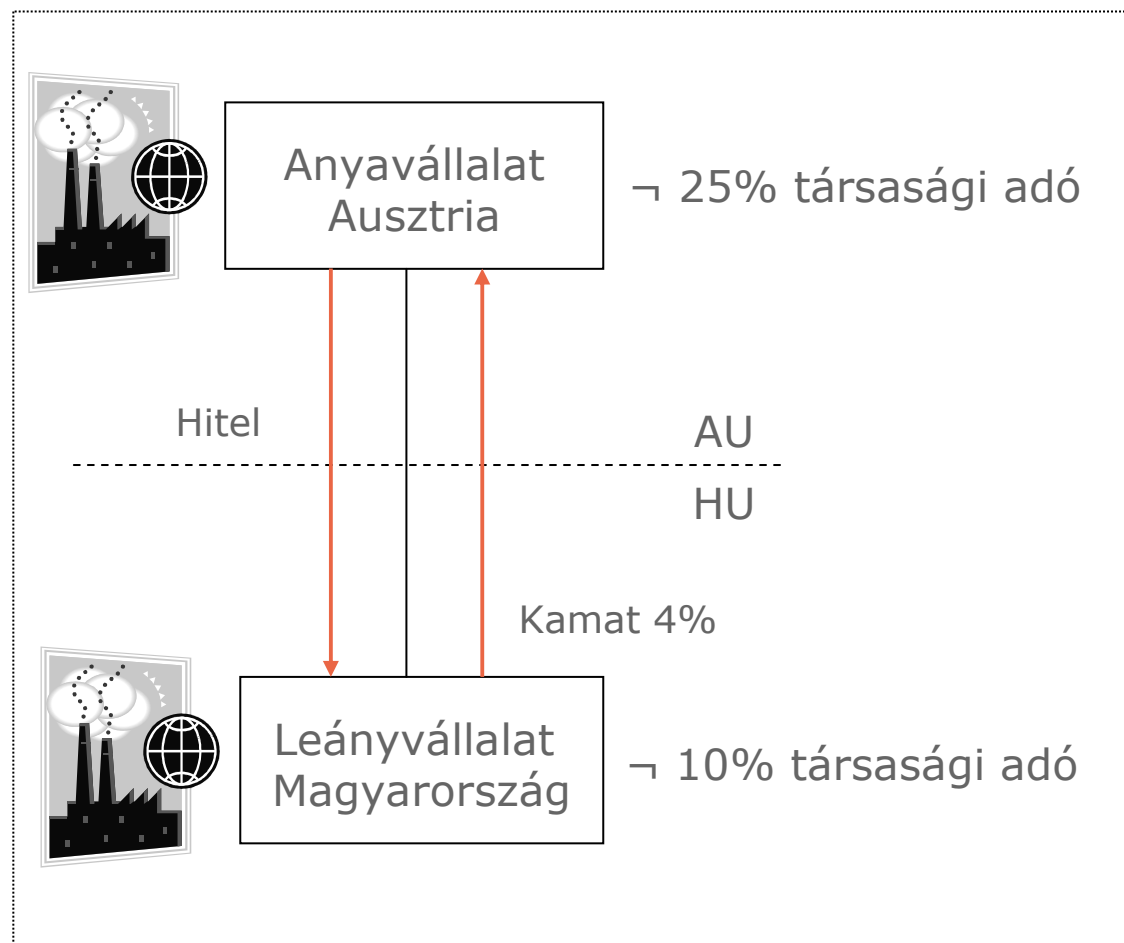 Anyavállalat
Ausztria
¬ 25% társasági adó
Hitel
AU
HU
Kamat 4%
Leányvállalat
Magyarország
¬ 10% társasági adó